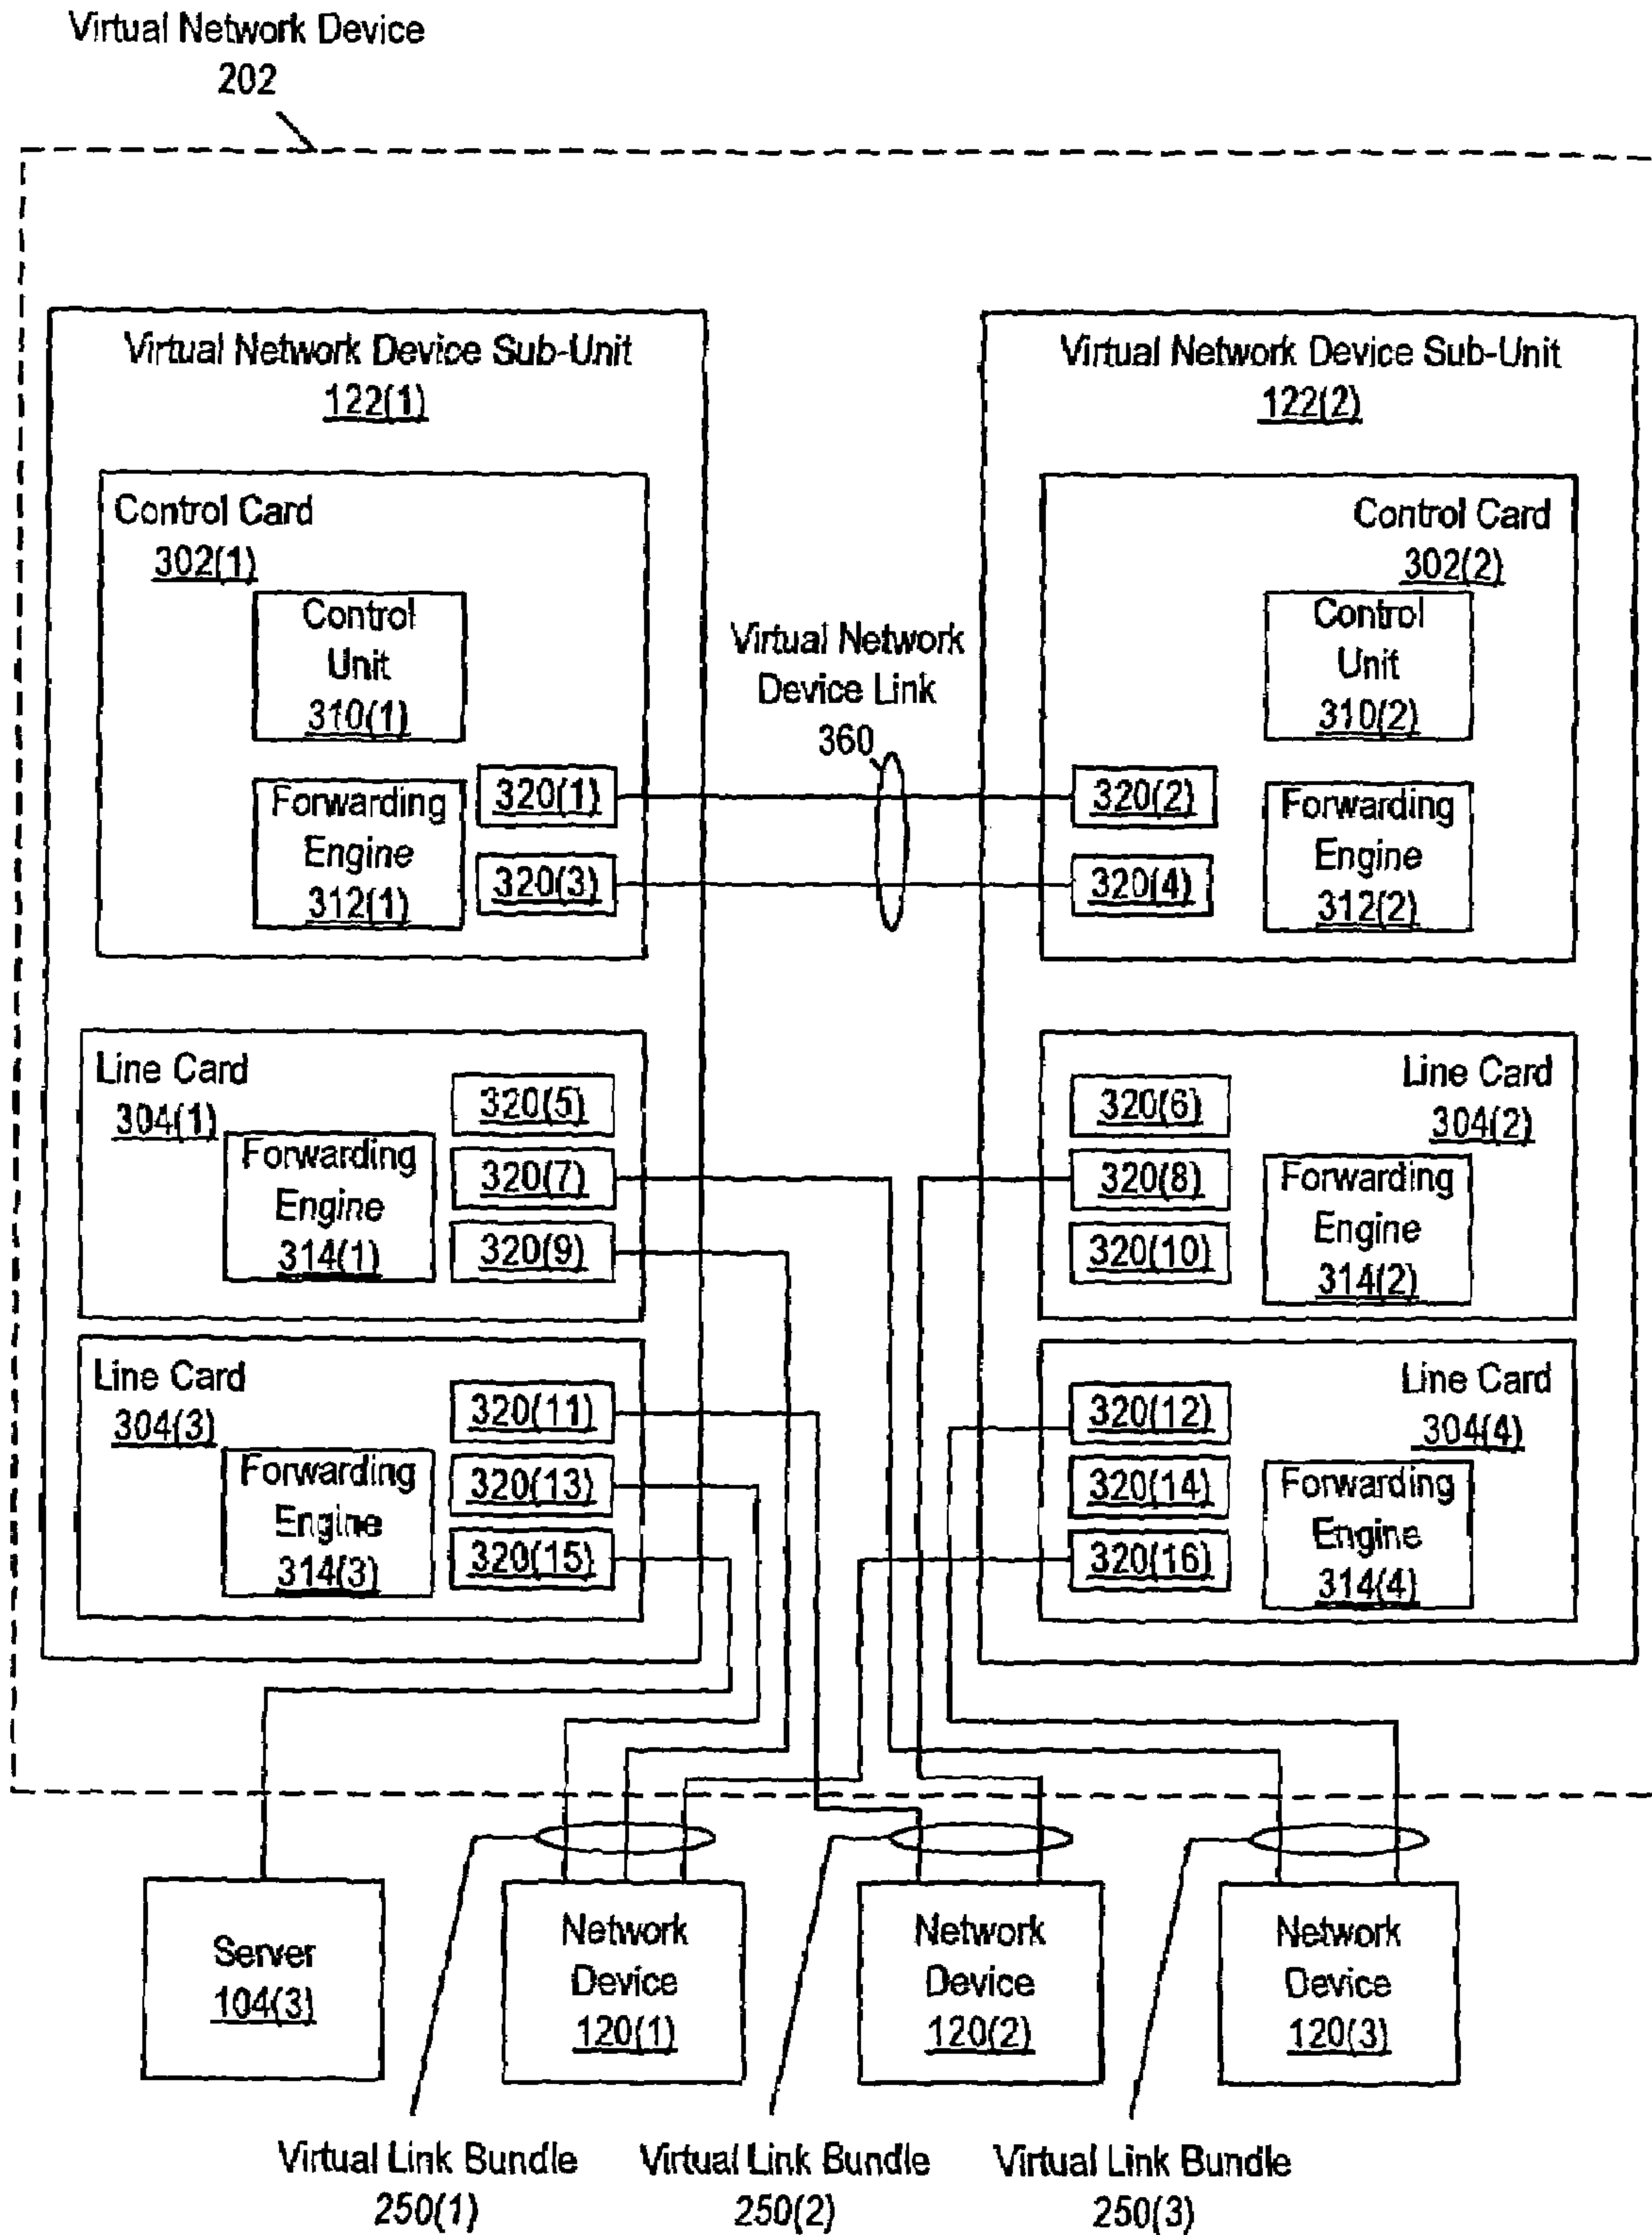 Virtual Network Device
202
Virtual Network Device Sub-Unit
122(1)
Control Card
302(1)
Control
Unit
310(1)
Forwarding
Engine
312(1)
320(1)
320(3)
Virtual Network
Device Link
360
Virtual Network Device Sub-Unit
122(2)
Control Card
302(2)
Control
Unit
310(2)
320(2)
320(4)
Forwarding
Engine
312(2)
Line Card
304(1)
Forwarding
Engine
314(1)
320(5)
320(7)
320(9)
320(6)
320(8)
320(10)
Line Card
304(2)
Forwarding
Engine
314(2)
Line Card
304(3)
Forwarding
Engine
314(3)
320(11)
320(13)
320(15)
320(12)
320(14)
320(16)
Line Card
304(4)
Forwarding
Engine
314(4)
Server
104(3)
Network
Device
120(1)
Network
Device
120(2)
Network
Device
120(3)
Virtual Link Bundle
250(1)
Virtual Link Bundle
250(2)
Virtual Link Bundle
250(3)